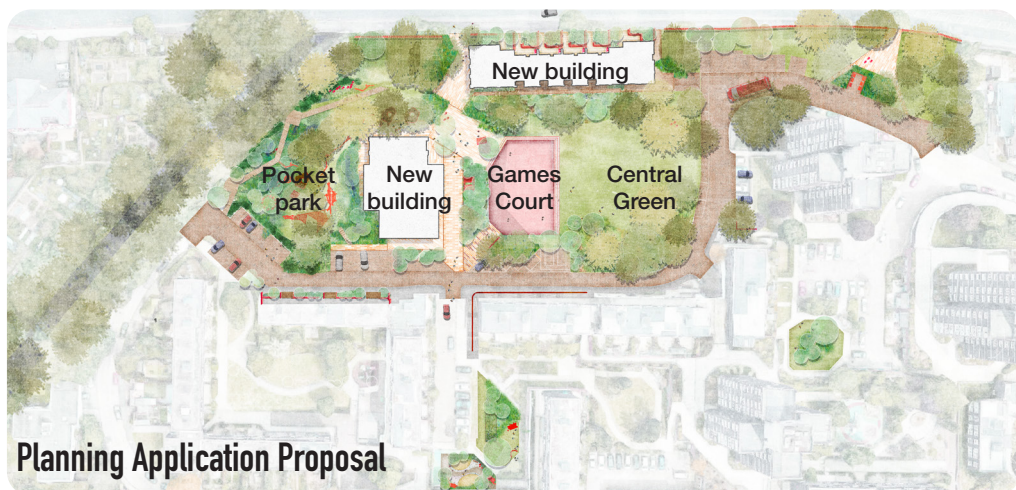 New building
Pocket
park
New
building
Games
Court
Central
Green
Planning Application Proposal